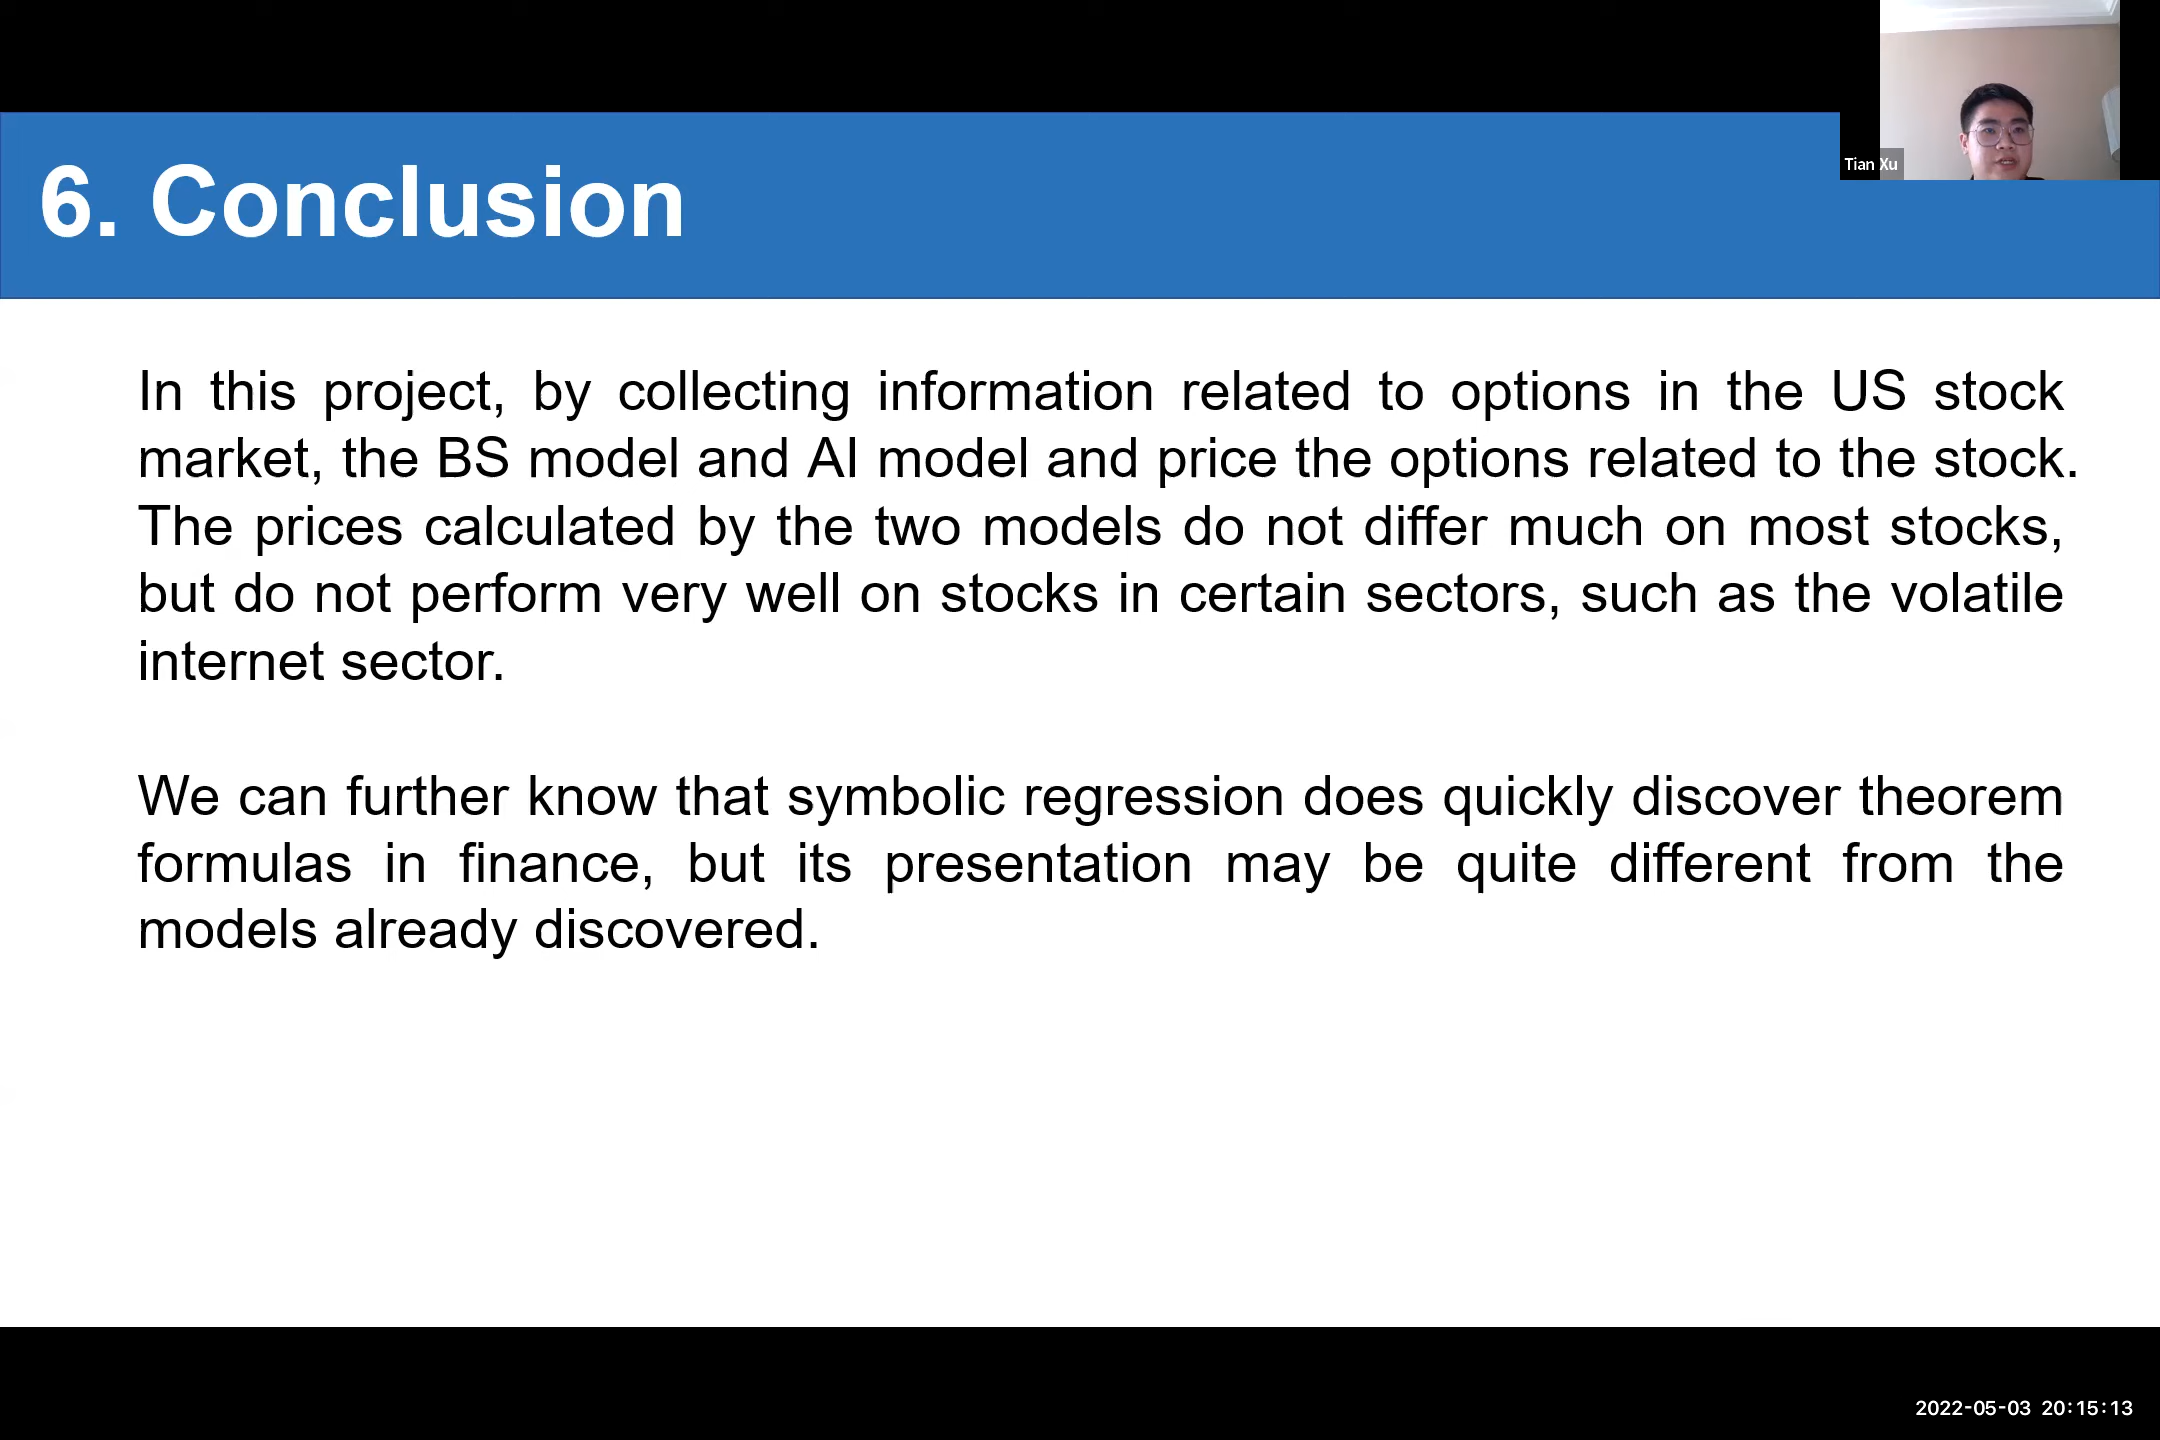 Tian Xu
6. Conclusion
In this project, by collecting information related to options in the US stock
market, the BS model and AI model and price the options related to the stock.
The prices calculated by the two models do not differ much on most stocks,
but do not perform very well on stocks in certain sectors, such as the volatile
internet sector.
We can further know that symbolic regression does quickly discover theorem
formulas in finance, but its presentation may be quite different from the
models already discovered.
2022-05-03 20:15:13